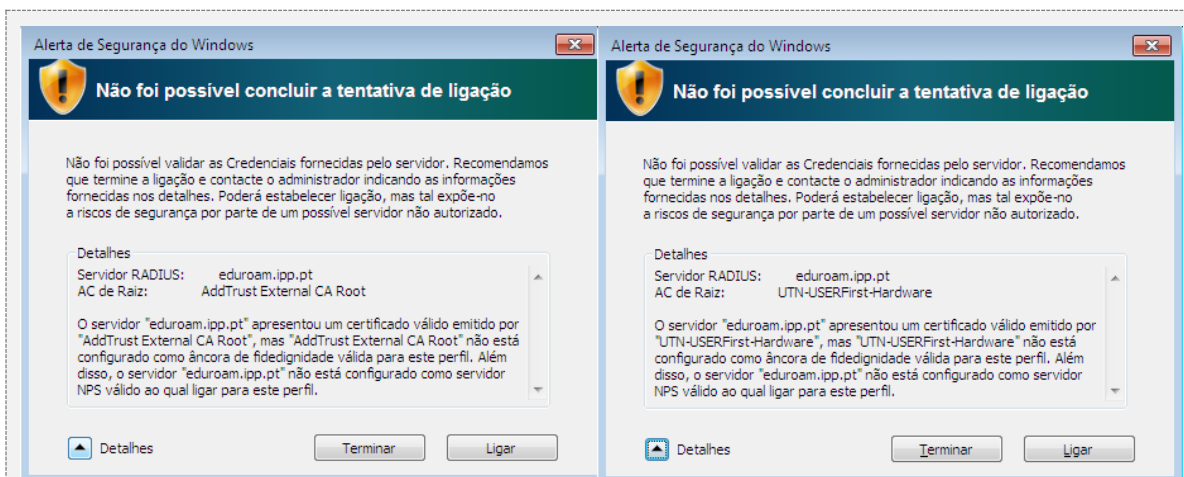 Alerta de Segurança do Windows
Não foi possível concluir a tentativa de ligação
Não foi possível validar as Credenciais fornecidas pelo servidor. Recomendamos
que termine a ligação e contacte o administrador indicando as informações
fornecidas nos detalhes. Poderá estabelecer ligação, mas tal expõe-no
a riscos de segurança por parte de um possível servidor não autorizado.
Detalhes
Servidor RADIUS: eduroam.ipp.pt
AC de Raiz: AddTrust External CA Root
O servidor "eduroam.ipp.pt" apresentou um certificado válido emitido por
"AddTrust External CA Root", mas "AddTrust External CA Root" não está
configurado como âncora de fidedignidade válida para este perfil. Além
disso, o servidor "eduroam.ipp.pt" não está configurado como servidor
NPS válido ao qual ligar para este perfil.
Detalhes
Terminar
Ligar
Alerta de Segurança do Windows
Não foi possível concluir a tentativa de ligação
Não foi possível validar as Credenciais fornecidas pelo servidor. Recomendamos
que termine a ligação e contacte o administrador indicando as informações
fornecidas nos detalhes. Poderá estabelecer ligação, mas tal expõe-no
a riscos de segurança por parte de um possível servidor não autorizado.
Detalhes
Servidor RADIUS: eduroam.ipp.pt
AC de Raiz: UTN-USERFirst-Hardware
O servidor "eduroam.ipp.pt" apresentou um certificado válido emitido por
"UTN-USERFirst-Hardware", mas "UTN-USERFirst-Hardware" não está
configurado como âncora de fidedignidade válida para este perfil. Além
disso, o servidor "eduroam.ipp.pt" não está configurado como servidor
NPS válido ao qual ligar para este perfil.
Detalhes
Terminar
Ligar